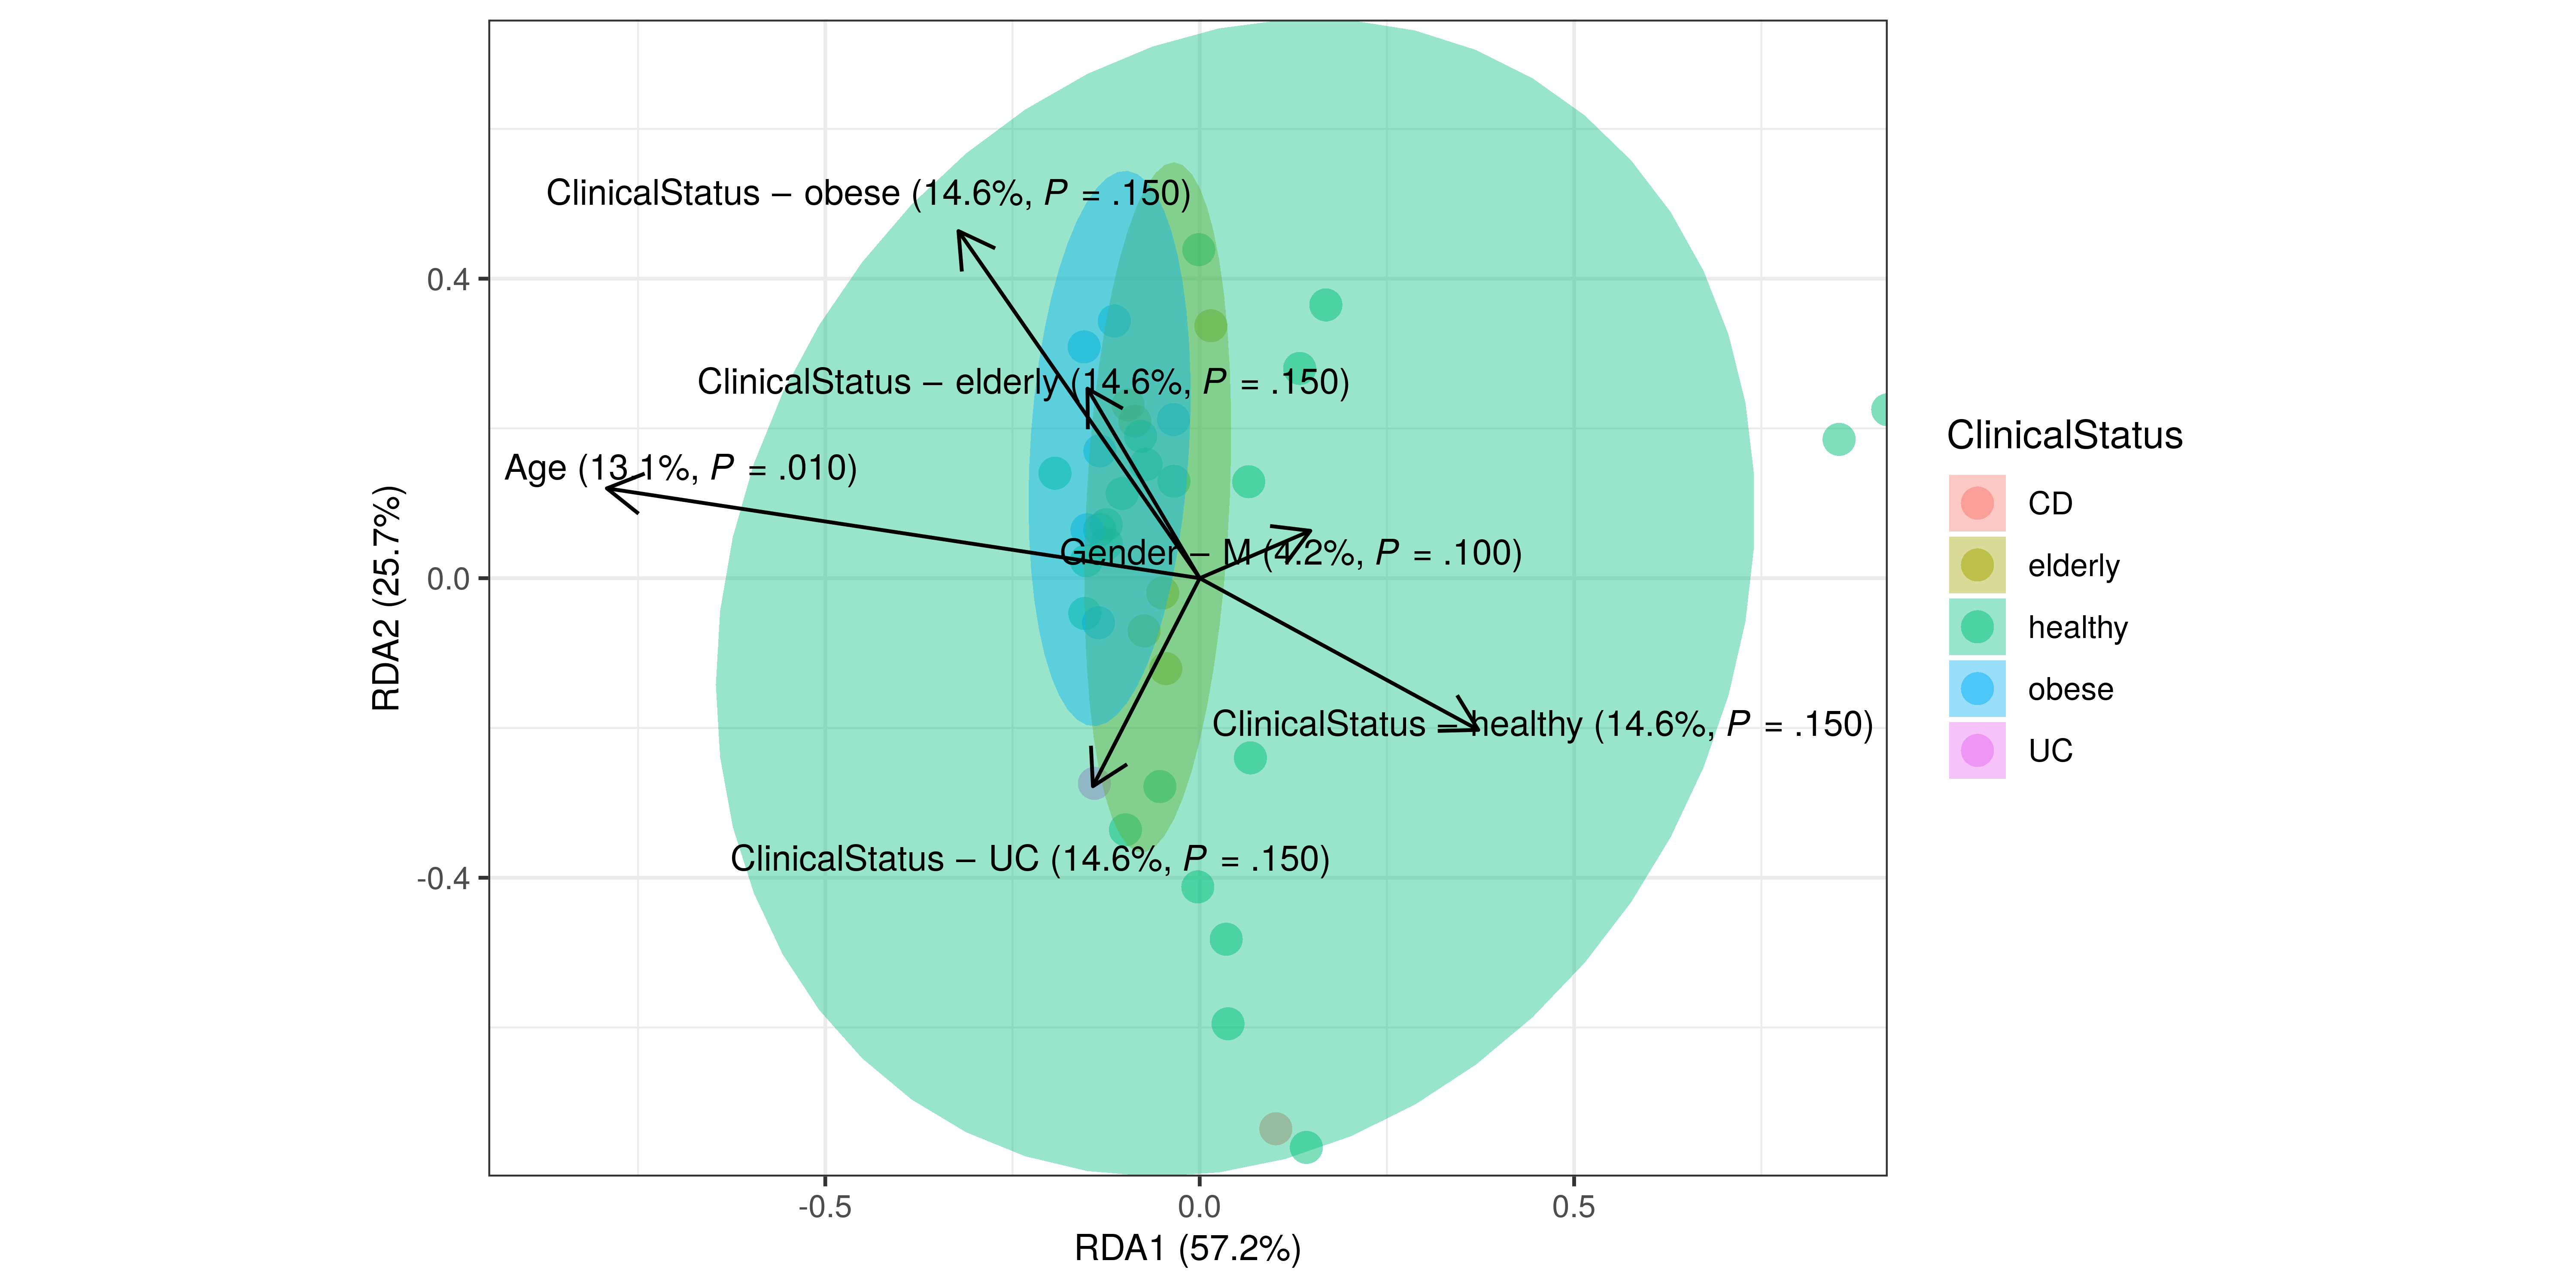 ClinicalStatus – obese (14.6%, P = .150)
ClinicalStatus – elderly (14.6%, P = .150)
Age (13.1%, P = .010)
Gender – M (4.2%, P = .100)
ClinicalStatus – healthy (14.6%, P = .150)
ClinicalStatus – UC (14.6%, P = .150)
0.4
0.0
-0.4
RDA2 (25.7%)
-0.5
0.0
0.5
RDA1 (57.2%)
ClinicalStatus
CD
elderly
healthy
obese
UC